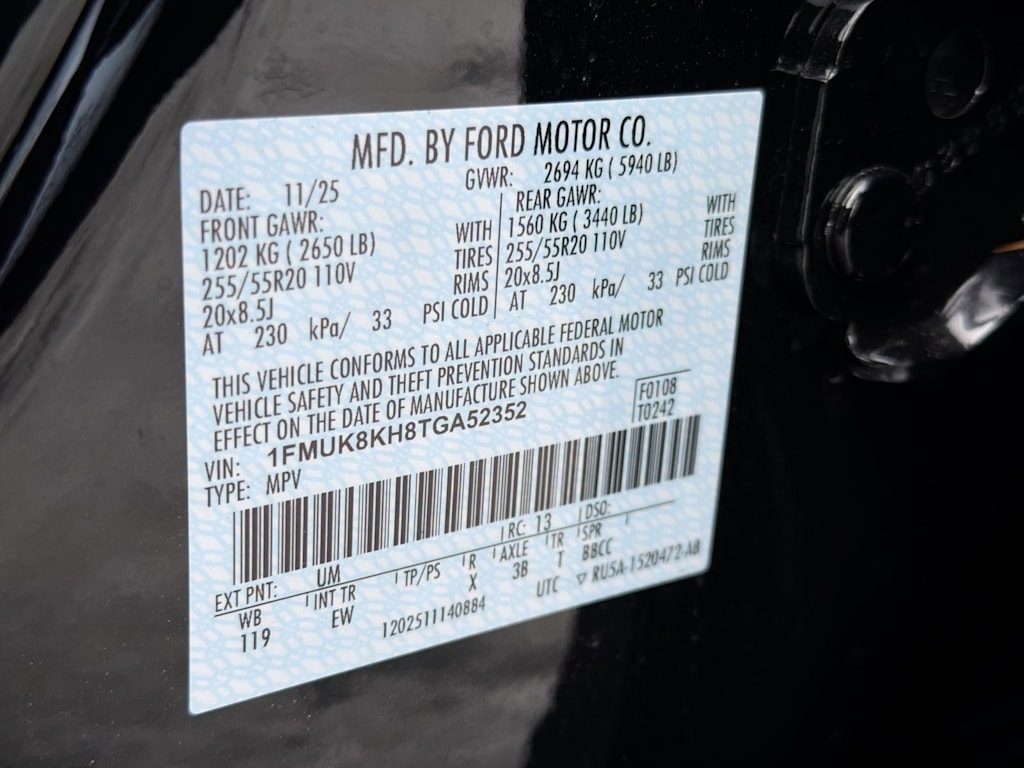 MFD. BY FORD MOTOR CO.
DATE: 11/25 GVWR: 2694 KG ( 5940 LB)
FRONT GAWR: REAR GAWR:
1202 KG ( 2650 LB) WITH 1560 KG ( 3440 LB) WITH
255/55R20 110V TIRES 255/55R20 110V TIRES
20x8.5J RIMS 20x8.5J RIMS
AT 230 kPa/ 33 PSI COLD AT 230 kPa/ 33 PSI COLD
THIS VEHICLE CONFORMS TO ALL APPLICABLE FEDERAL MOTOR
VEHICLE SAFETY AND THEFT PREVENTION STANDARDS IN
EFFECT ON THE DATE OF MANUFACTURE SHOWN ABOVE.
VIN: 1FMUK8KH8TGA52352 F0108
TYPE: MPV T0242
EXT PNT: UM RC: 13 DSO:
WB INT TR TP/PS R AXLE TR SPR
119 EW X 3B T BBCC
1202511140884 UTC ▽ RU5A-1520472-AB